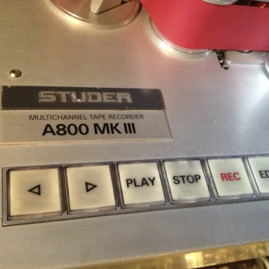 STUDER
MULTICHANNEL TAPE RECORDER
A800 MK III
PLAY STOP REC